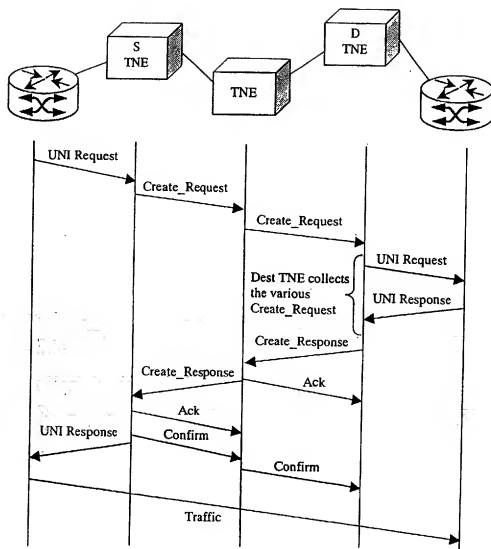 S
TNE
D
TNE
TNE
UNI Request
Create_Request
Create_Request
UNI Request
Dest TNE collects
the various
Create_Request
UNI Response
Create_Response
Create_Response
Ack
Ack
UNI Response
Confirm
Confirm
Traffic